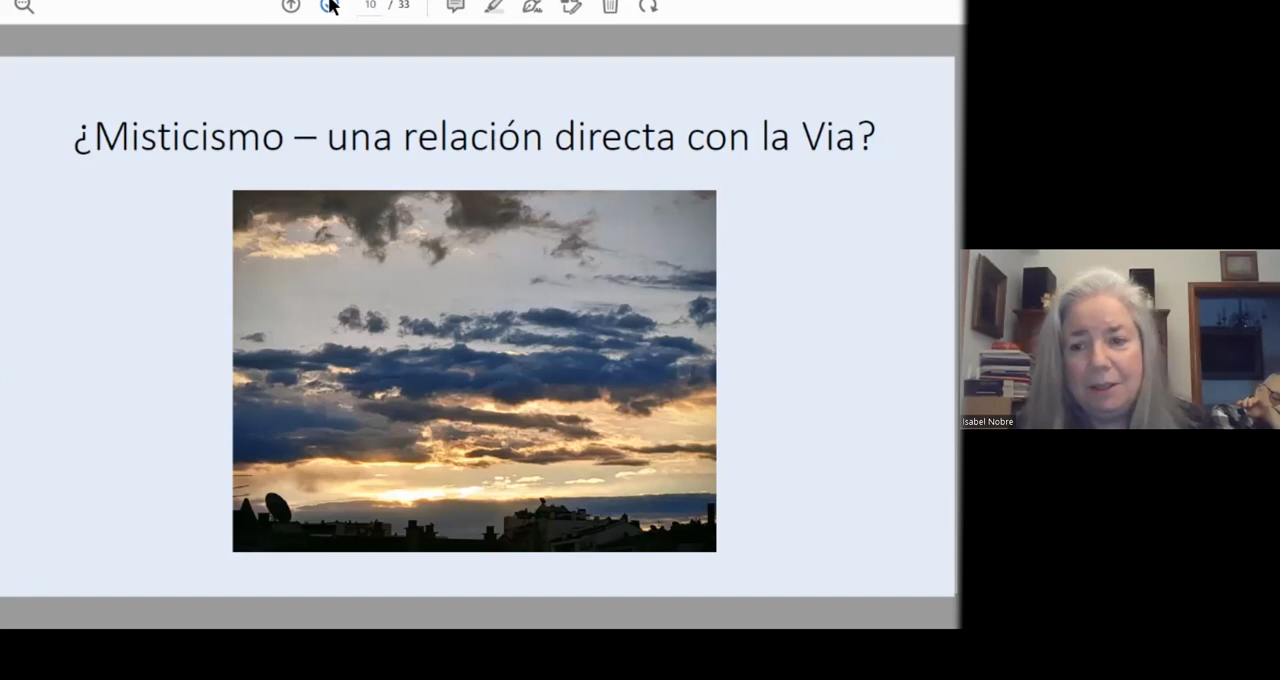 10 / 33
¿Misticismo – una relación directa con la Via?
Isabel Nobre